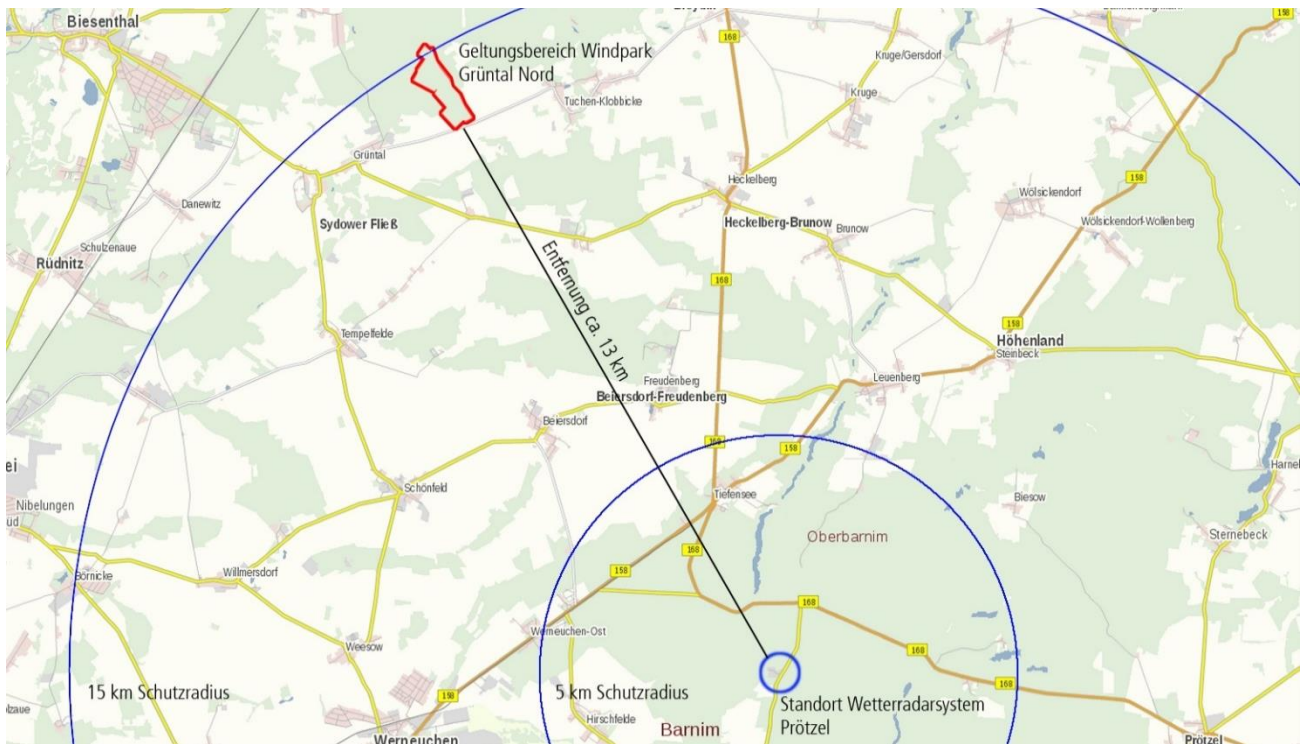 Biesenthal
158
168
Geltungsbereich Windpark
Grüntal Nord
Kruge/Gersdorf
Tuchen-Klobbicke
Kruge
Grüntal
Heckelberg
158
Wölsickendorf
Danewitz
Sydower Fließ
Heckelberg-Brunow
Brunow
Wölsickendorf-Wollenberg
Schulzenaue
Rüdnitz
Entfernung ca. 13 km
168
158
Tempelfelde
Höhenland
Steinbeck
Freudenberg
Leuenberg
Beiersdorf-Freudenberg
Beiersdorf
168
158
Schönfeld
Tiefensee
Biesow
Nibelungen
Oberbarnim
Sternebeck
168
Börnicke
Willmersdorf
158
168
Werneuchen-Ost
Weesow
168
15 km Schutzradius
5 km Schutzradius
158
168
Standort Wetterradarsystem
Prötzel
Hirschfelde
Barnim
Werneuchen
Prötzel